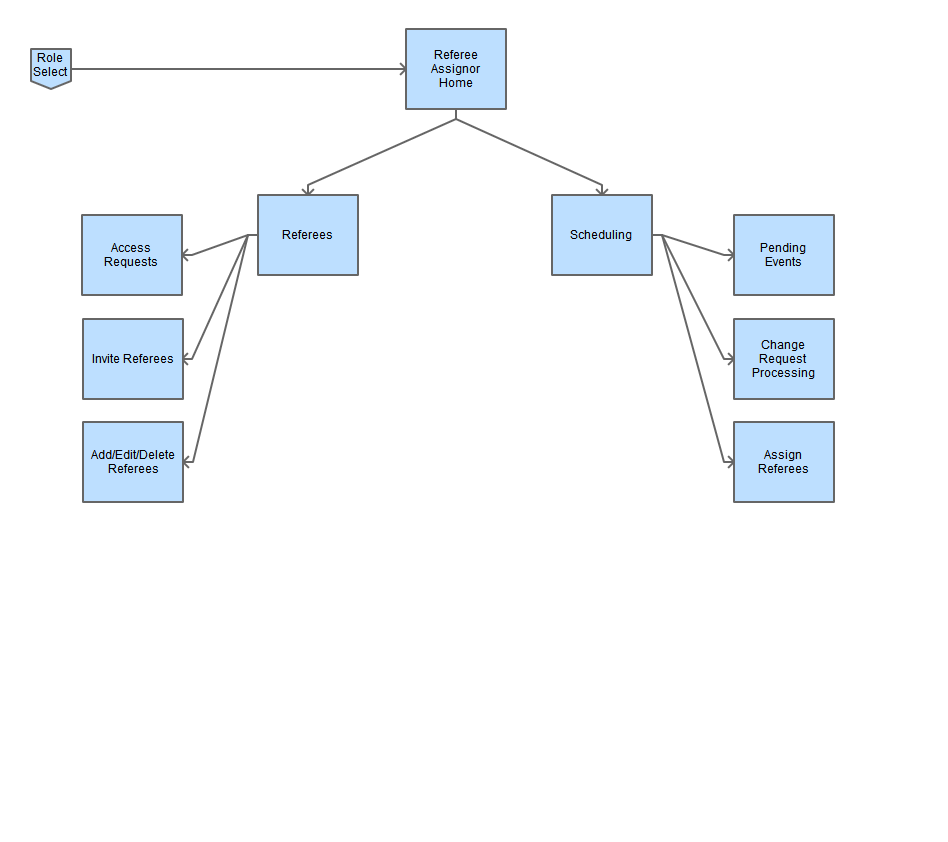 Role
Select
Referee
Assignor
Home
Referees
Scheduling
Access
Requests
Pending
Events
Invite Referees
Change
Request
Processing
Add/Edit/Delete
Referees
Assign
Referees